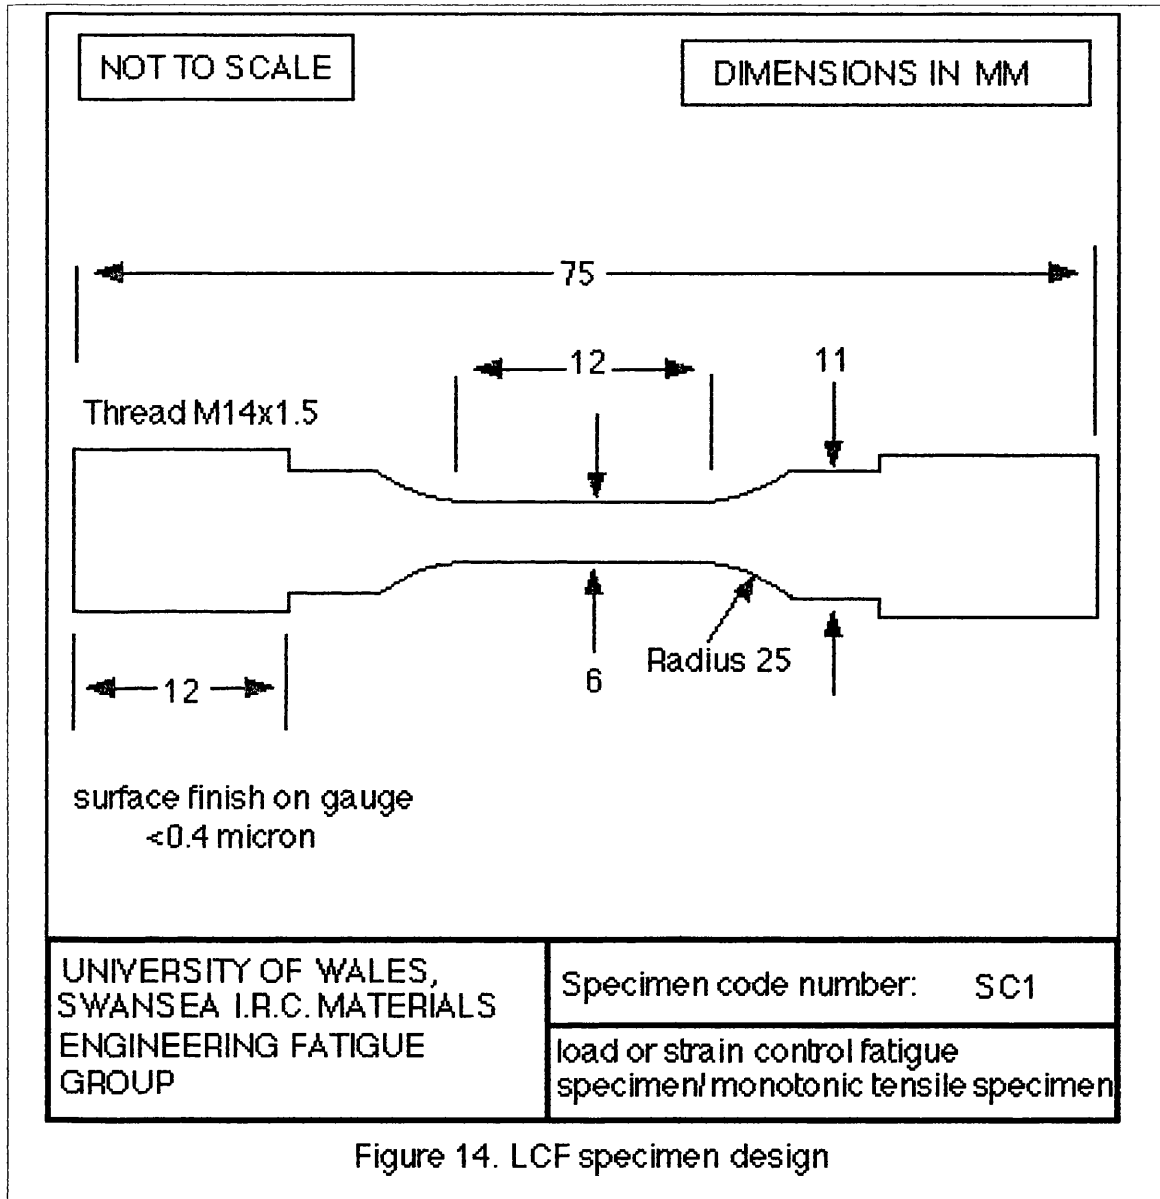 NOT TO SCALE
DIMENSIONS IN MM
75
12
11
Thread M14x1.5
Radius 25
6
12
surface finish on gauge
<0.4 micron
UNIVERSITY OF WALES,
SWANSEA I.R.C. MATERIALS
ENGINEERING FATIGUE
GROUP
Specimen code number: SC1
load or strain control fatigue
specimen/monotonic tensile specimen
Figure 14. LCF specimen design